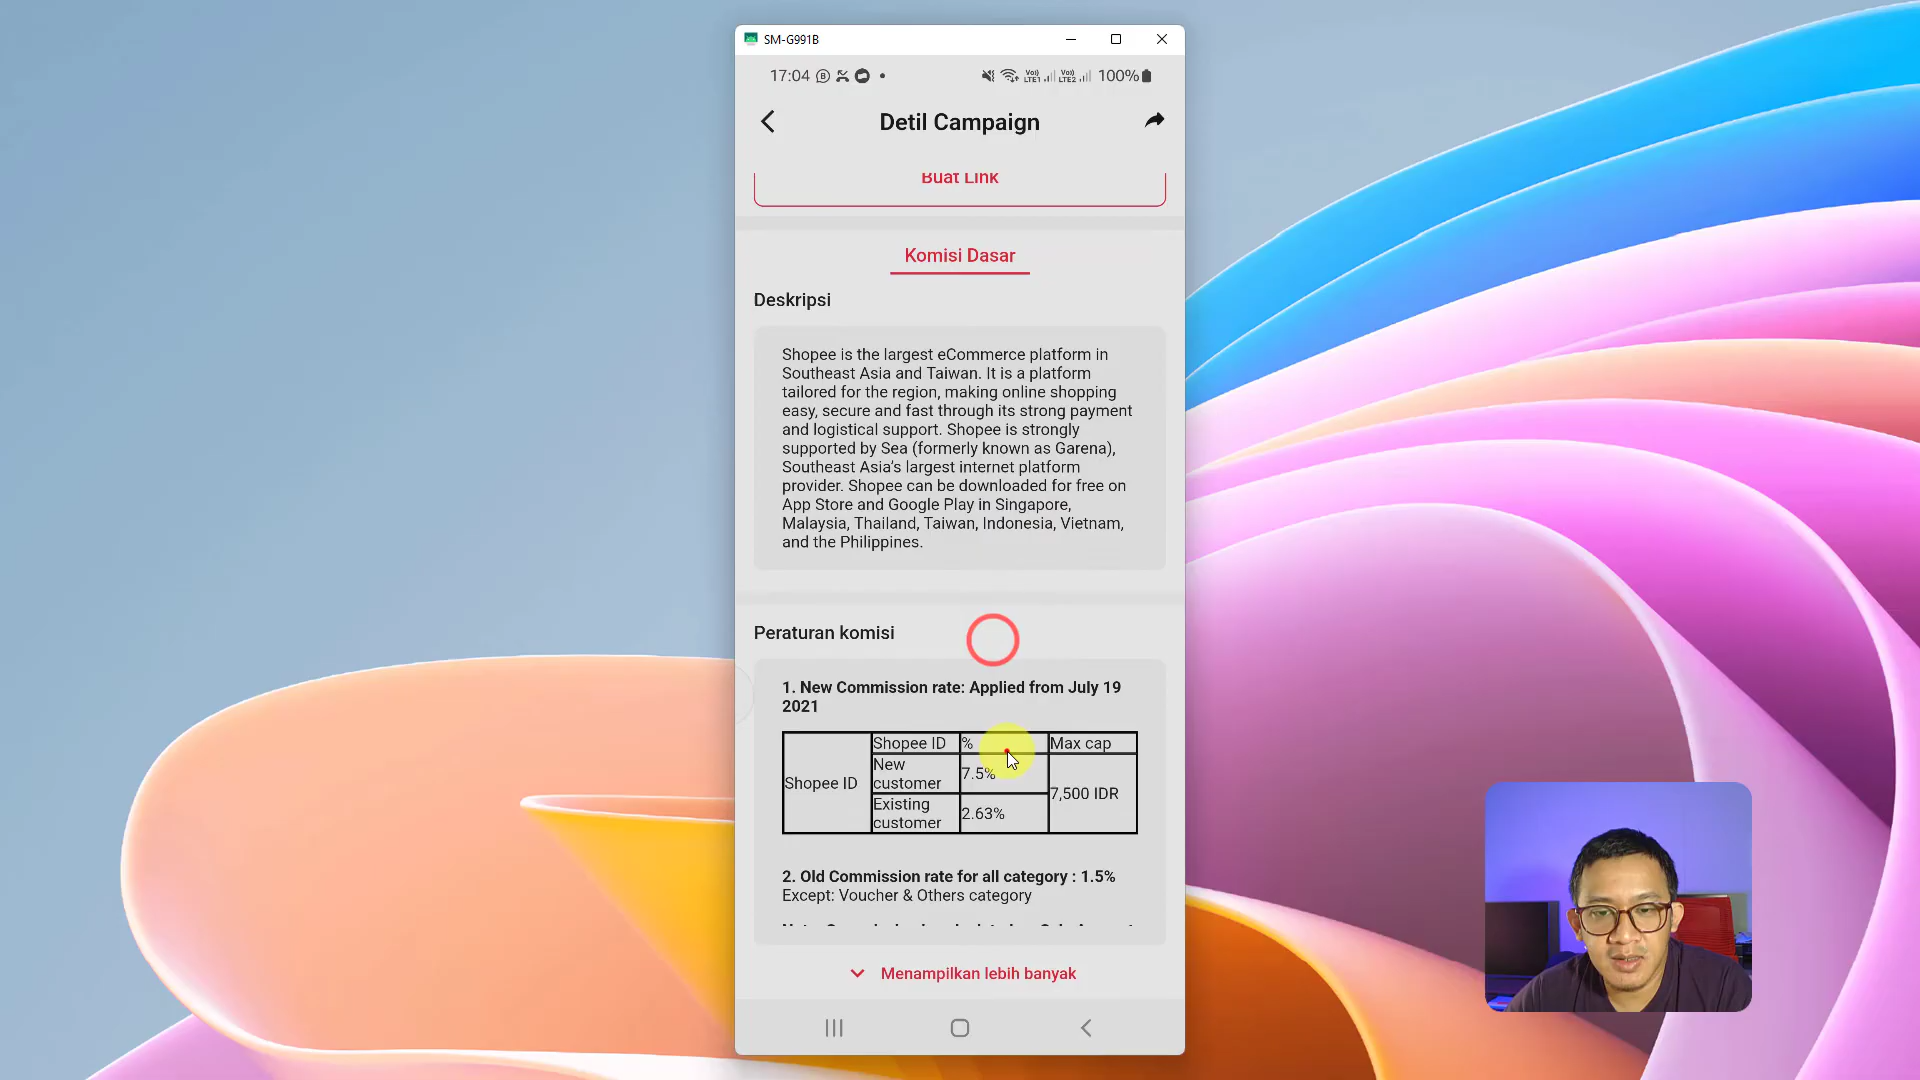 SM-G991B
17:04
100%
Detil Campaign
Buat Link
Komisi Dasar
Deskripsi
Shopee is the largest eCommerce platform in
Southeast Asia and Taiwan. It is a platform
tailored for the region, making online shopping
easy, secure and fast through its strong payment
and logistical support. Shopee is strongly
supported by Sea (formerly known as Garena),
Southeast Asia's largest internet platform
provider. Shopee can be downloaded for free on
App Store and Google Play in Singapore,
Malaysia, Thailand, Taiwan, Indonesia, Vietnam,
and the Philippines.
Peraturan komisi
1. New Commission rate: Applied from July 19
2021
Shopee ID % Max cap
Shopee ID
New
customer
7.5%
7,500 IDR
Existing
customer
2.63%
2. Old Commission rate for all category : 1.5%
Except: Voucher & Others category
Menampilkan lebih banyak